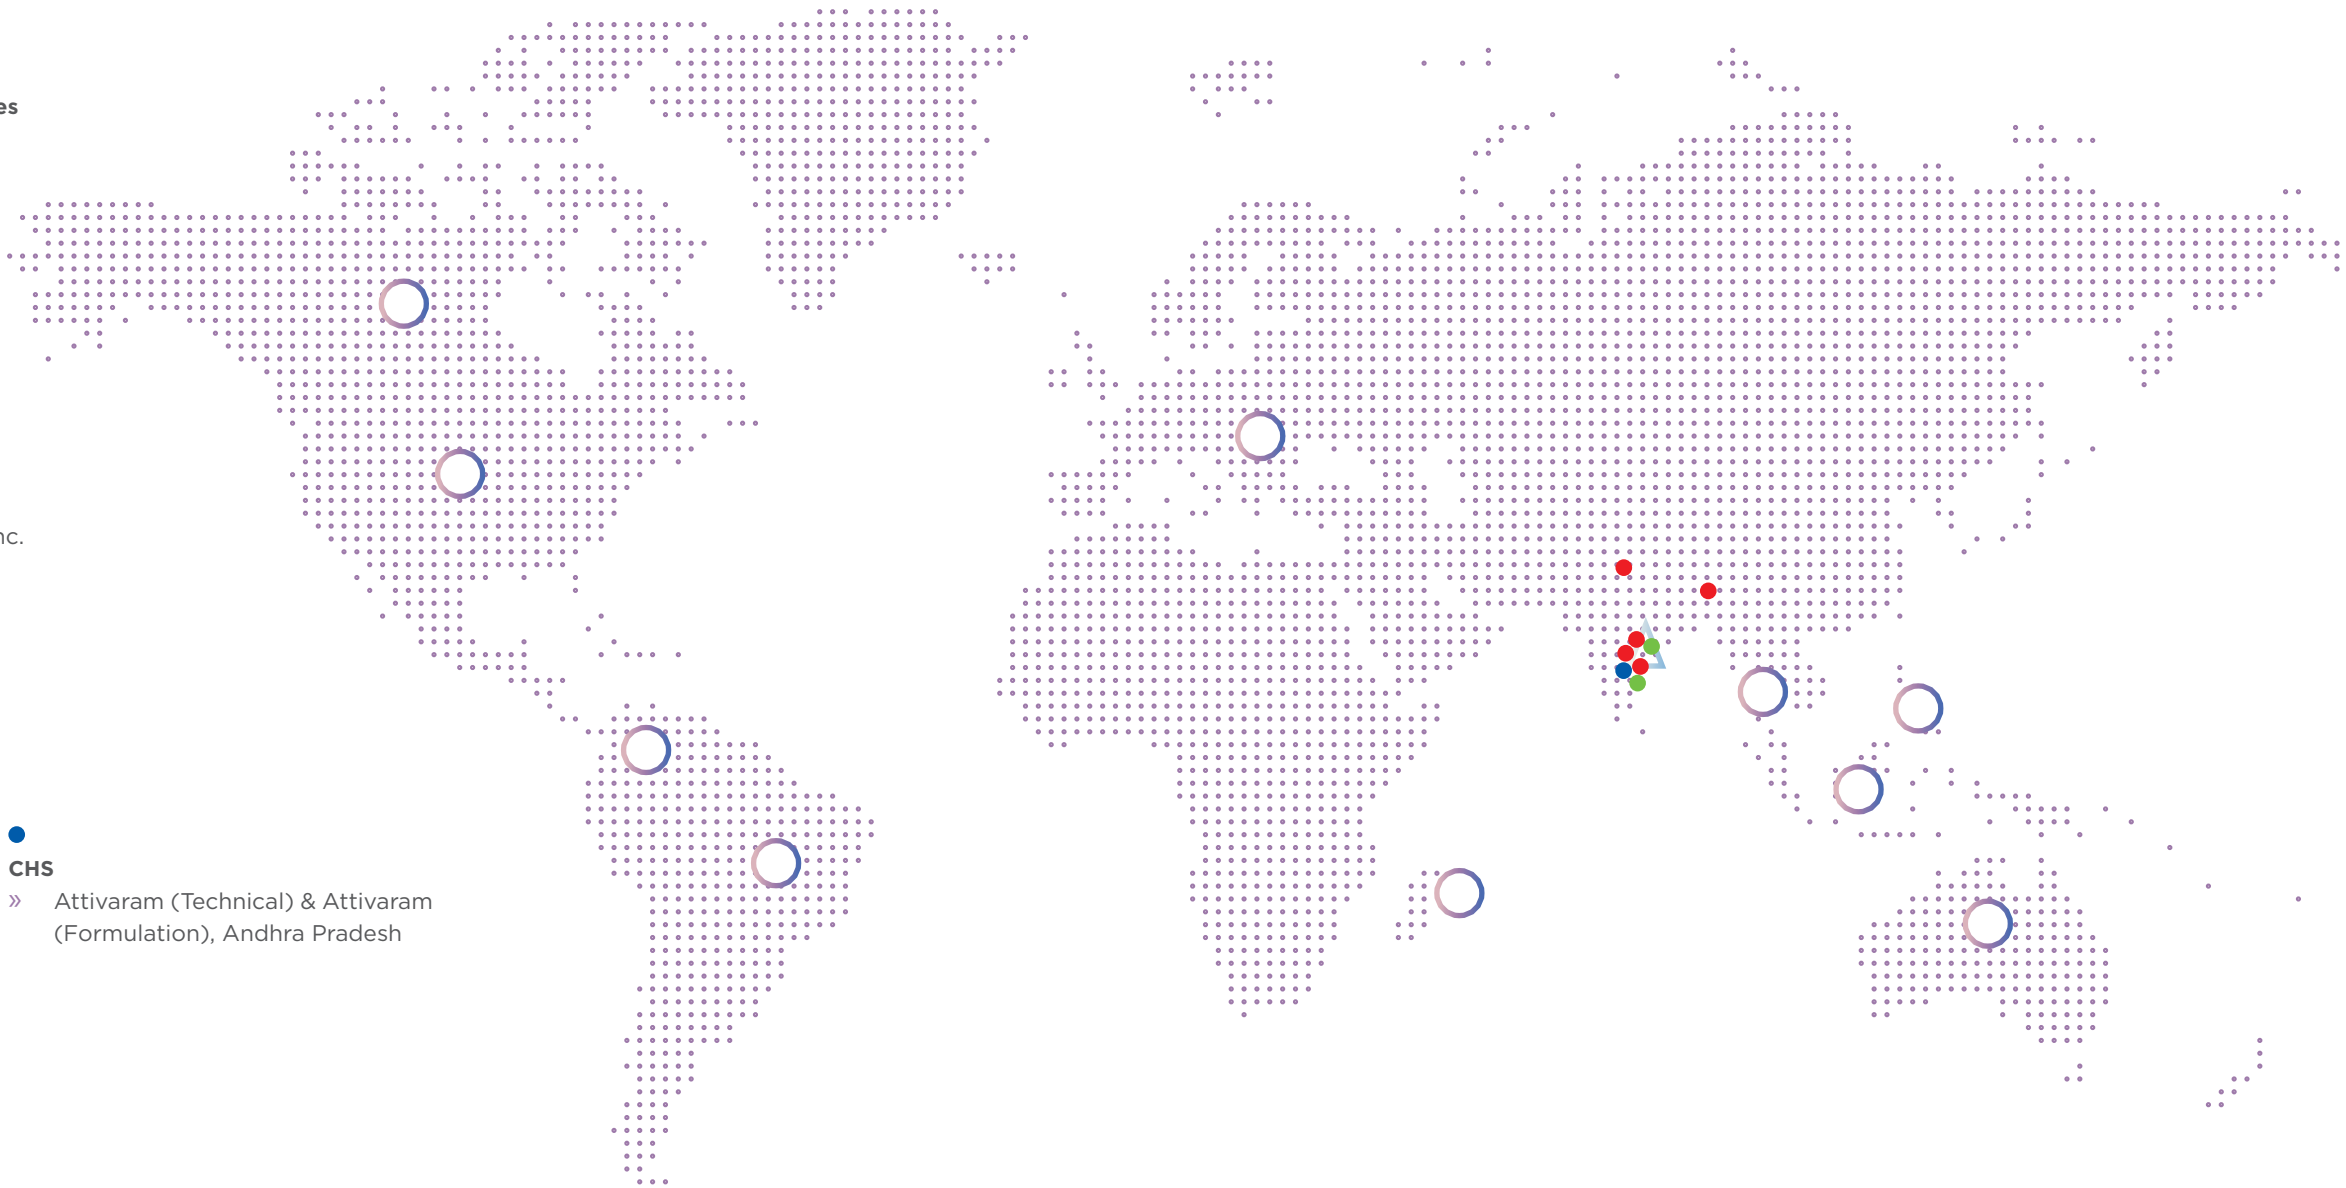 es
nc.
CHS
» Attivaram (Technical) & Attivaram
(Formulation), Andhra Pradesh